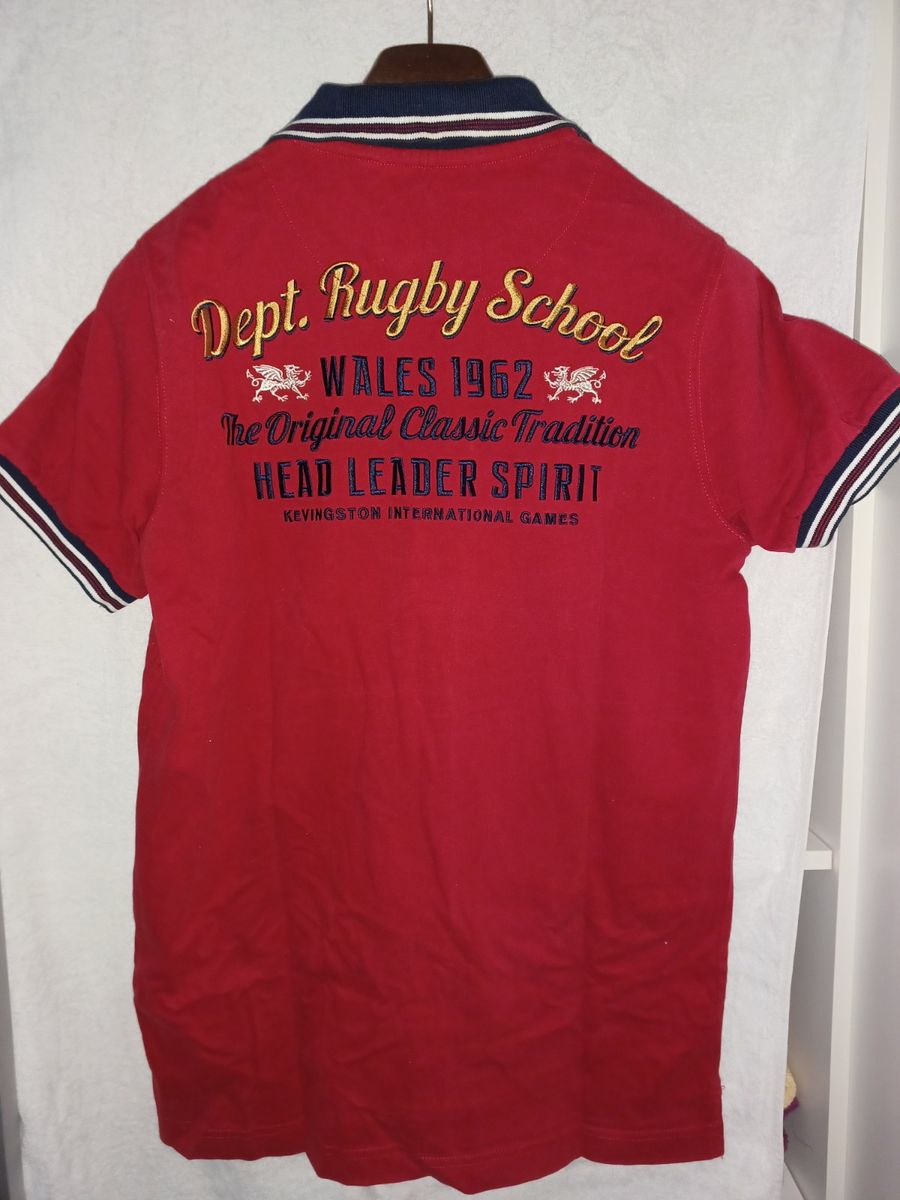 Dept. Rugby School
WALES 1962
The Original Classic Tradition
HEAD LEADER SPIRIT
KEVINGSTON INTERNATIONAL GAMES